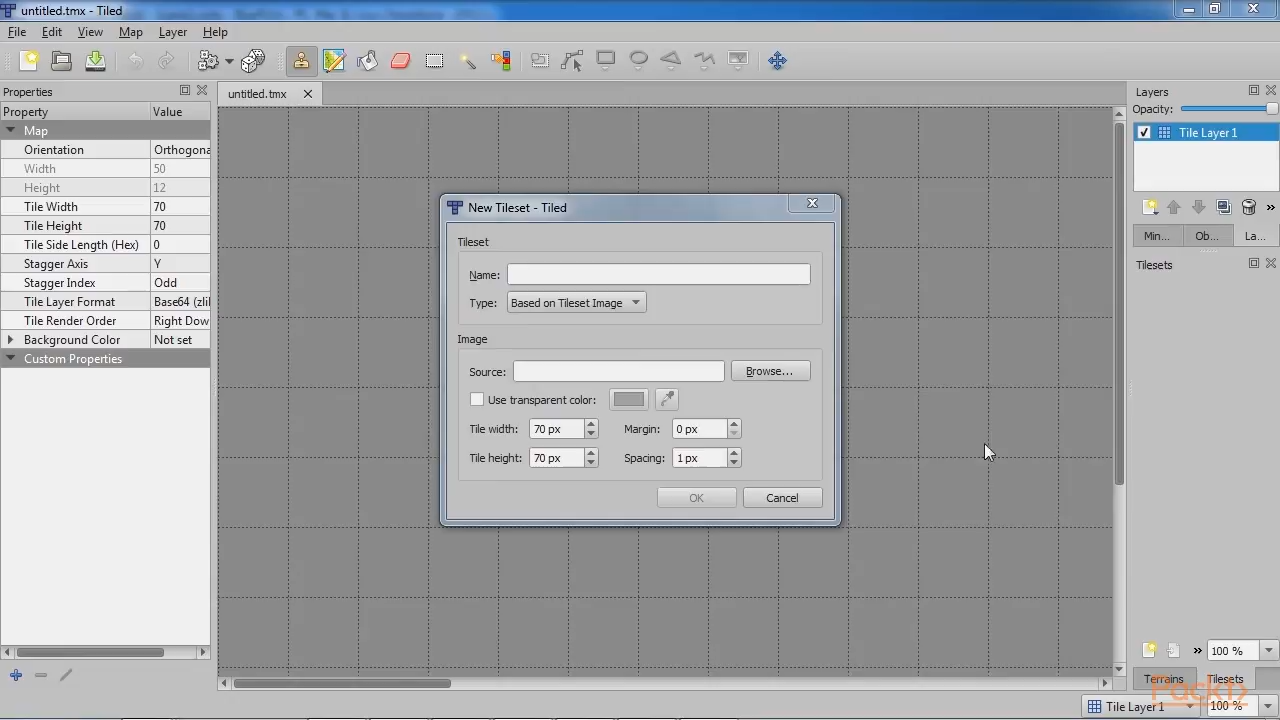 untitled.tmx - Tiled
File Edit View Map Layer Help
Properties
Property Value
Map
Orientation Orthogona
Width 50
Height 12
Tile Width 70
Tile Height 70
Tile Side Length (Hex) 0
Stagger Axis Y
Stagger Index Odd
Tile Layer Format Base64 (zlil
Tile Render Order Right Dow
Background Color Not set
Custom Properties
untitled.tmx
New Tileset - Tiled
Tileset
Name:
Type: Based on Tileset Image
Image
Source: Browse...
Use transparent color:
Tile width: 70 px Margin: 0 px
Tile height: 70 px Spacing: 1 px
OK Cancel
Layers
Opacity:
Tile Layer 1
Min... Ob... La...
Tilesets
100 %
Terrains Tilesets
Packt
Tile Layer 1 100 %